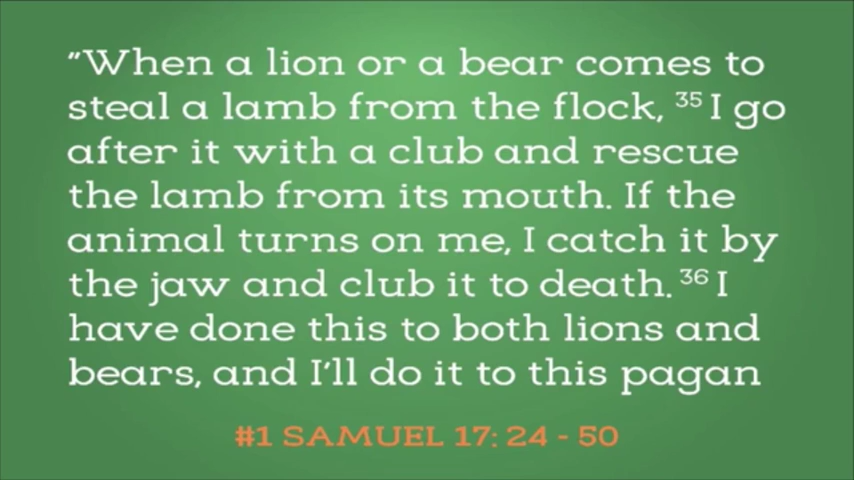 "When a lion or a bear comes to
steal a lamb from the flock, 35 I go
after it with a club and rescue
the lamb from its mouth. If the
animal turns on me, I catch it by
the jaw and club it to death. 36 I
have done this to both lions and
bears, and I'll do it to this pagan
#1 SAMUEL 17: 24 - 50